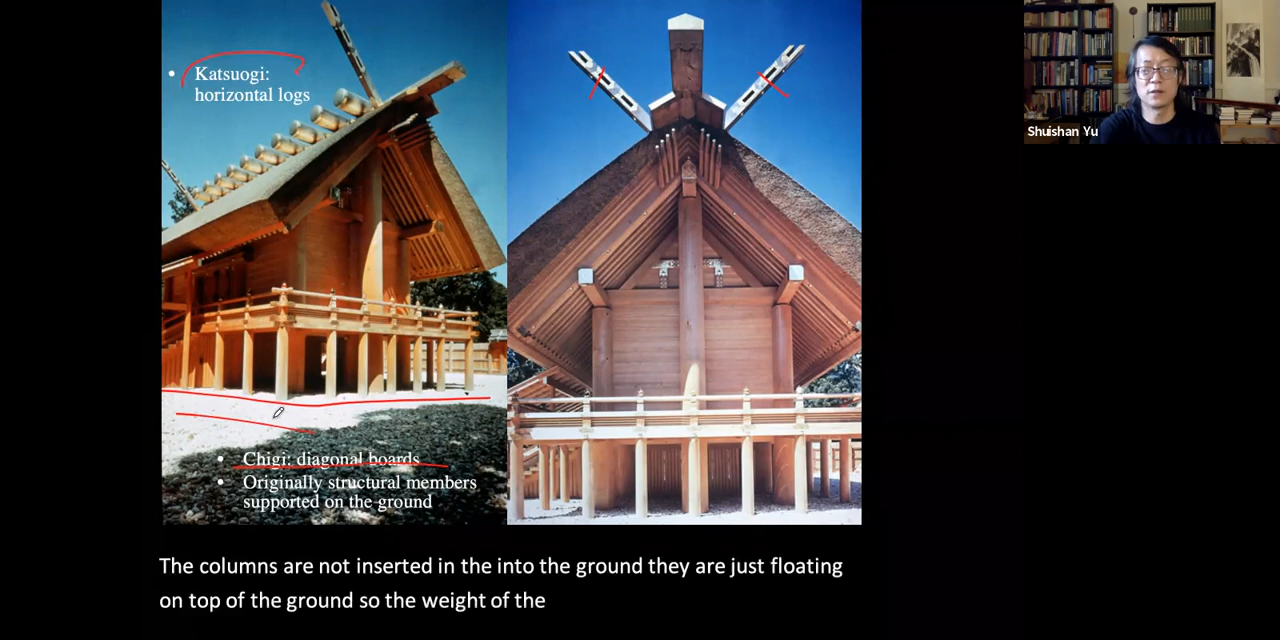 Katsuogi:
horizontal logs
Shuishan Yu
Chigi: diagonal boards
Originally structural members
supported on the ground
The columns are not inserted in the into the ground they are just floating
on top of the ground so the weight of the